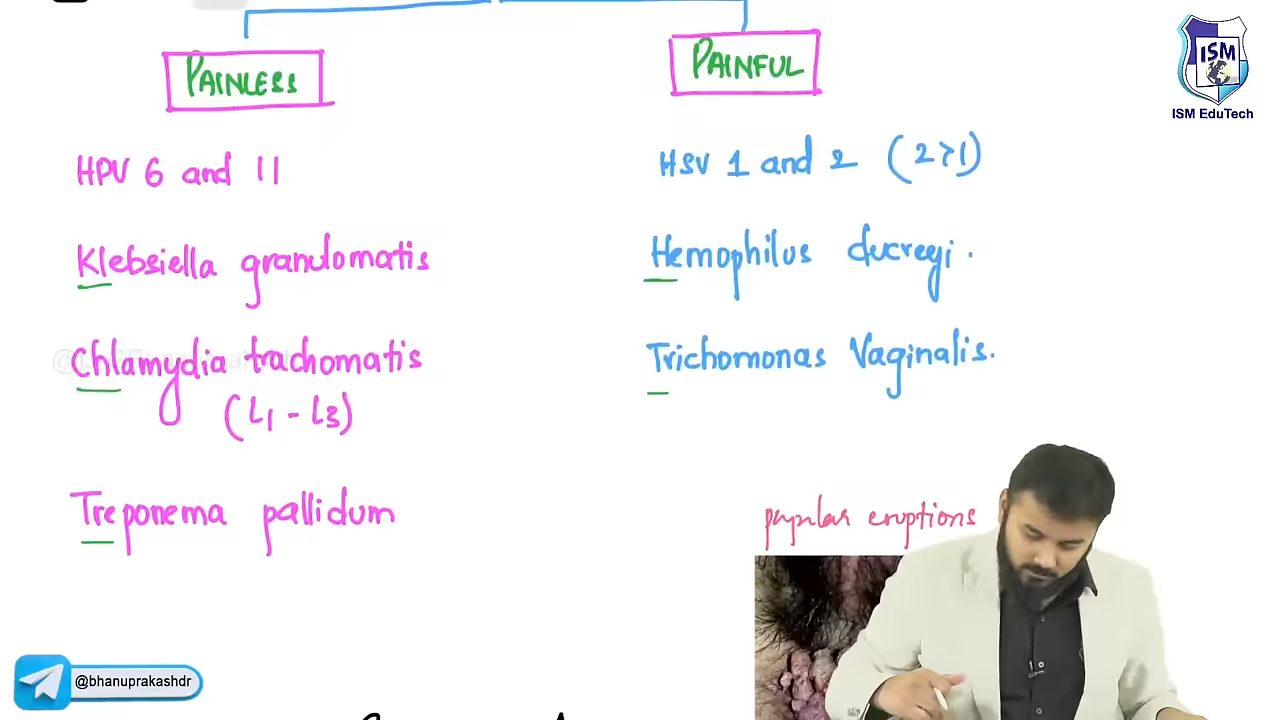 PAINLESS
PAINFUL
ISM
ISM EduTech
HPV 6 and 11
HSV 1 and 2 (2>1)
Klebsiella granulomatis
Hemophilus ducreyi.
Chlamydia trachomatis
Trichomonas Vaginalis.
(L1 - L3)
Treponema pallidum
papular eruptions
@bhanuprakashdr